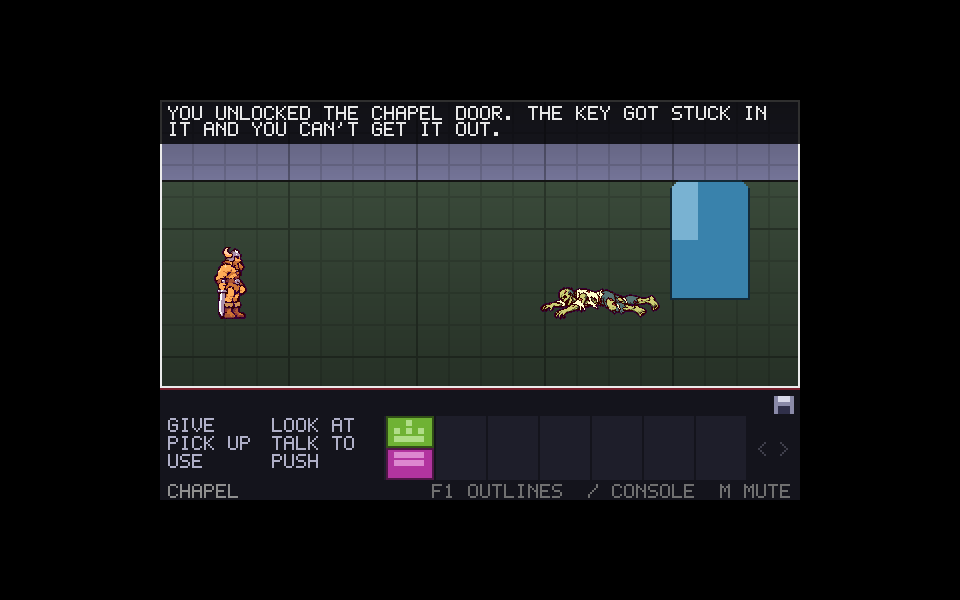 YOU UNLOCKED THE CHAPEL DOOR. THE KEY GOT STUCK IN
IT AND YOU CAN'T GET IT OUT.
GIVE LOOK AT
PICK UP TALK TO
USE PUSH
< >
CHAPEL F1 OUTLINES / CONSOLE M MUTE